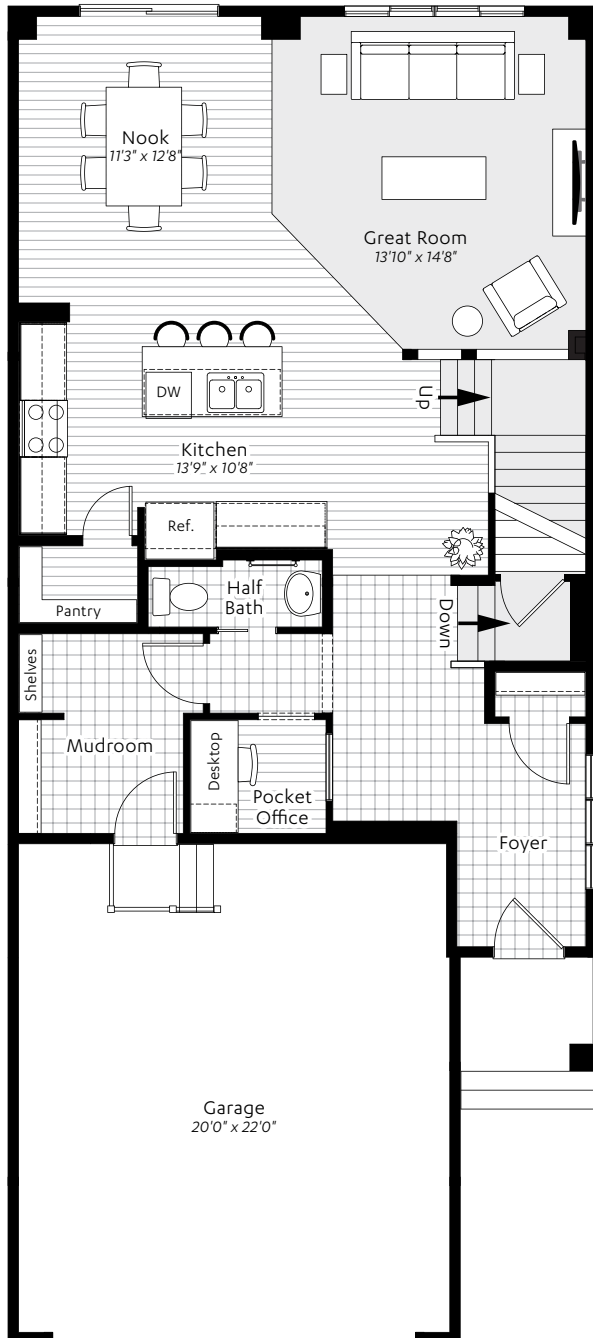 Nook
11'3" x 12'8"
Great Room
13'10" x 14'8"
DW
Up
Kitchen
13'9" x 10'8"
Ref.
Half
Bath
Pantry
Down
Shelves
Mudroom
Desktop
Pocket
Office
Foyer
Garage
20'0" x 22'0"